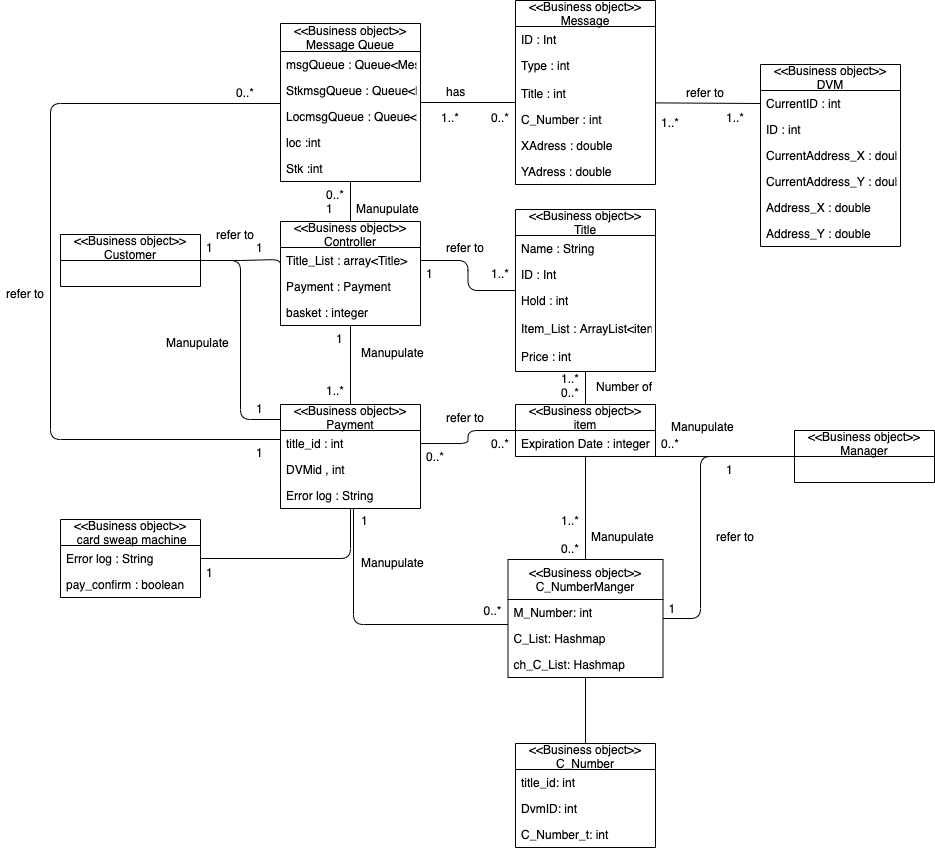 <<Business object>>
Message Queue
msgQueue : Queue<Mes
StkmsgQueue : Queue<
LocmsgQueue : Queue<
loc :int
Stk :int
<<Business object>>
Message
ID : Int
Type : int
Title : int
C_Number : int
XAdress : double
YAdress : double
<<Business object>>
DVM
CurrentID : int
ID : int
CurrentAddress_X : doul
CurrentAddress_Y : doul
Address_X : double
Address_Y : double
0..*
has
1..*
0..*
refer to
1..*
1..*
0..*
1
Manupulate
<<Business object>>
Customer
1
refer to
1
<<Business object>>
Controller
Title_List : array<Title>
Payment : Payment
basket : integer
refer to
1
1..*
<<Business object>>
Title
Name : String
ID : Int
Hold : int
Item_List : ArrayList<iten
Price : int
refer to
Manupulate
1
Manupulate
1..*
1..*
0..*
Number of
1
1
<<Business object>>
Payment
title_id : int
DVMid , int
Error log : String
refer to
0..*
0..*
<<Business object>>
item
Expiration Date : integer
Manupulate
0..*
1
<<Business object>>
Manager
<<Business object>>
card sweap machine
Error log : String
pay_confirm : boolean
1
1
Manupulate
0..*
1..*
0..*
Manupulate
refer to
<<Business object>>
C_NumberManger
M_Number: int
C_List: Hashmap
ch_C_List: Hashmap
1
<<Business object>>
C_Number
title_id: int
DvmID: int
C_Number_t: int